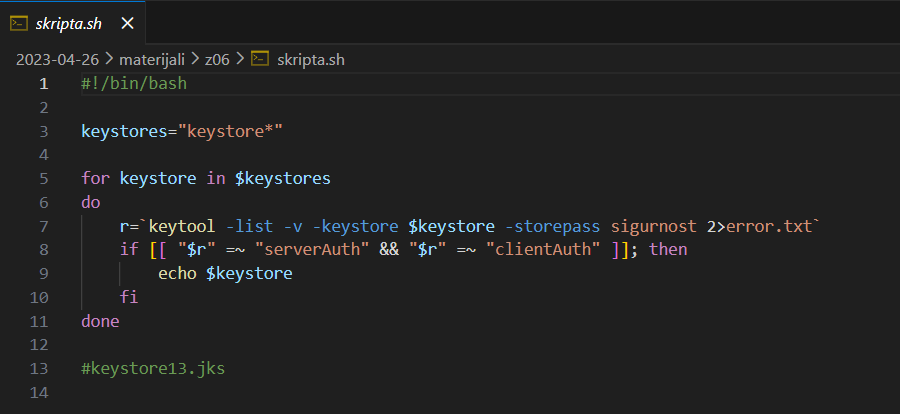 skripta.sh
2023-04-26 > materijali > z06 > skripta.sh
1 #!/bin/bash
2
3 keystores="keystore*"
4
5 for keystore in $keystores
6 do
7     r=`keytool -list -v -keystore $keystore -storepass sigurnost 2>error.txt`
8     if [[ "$r" =~ "serverAuth" && "$r" =~ "clientAuth" ]]; then
9         echo $keystore
10     fi
11 done
12
13 #keystore13.jks
14